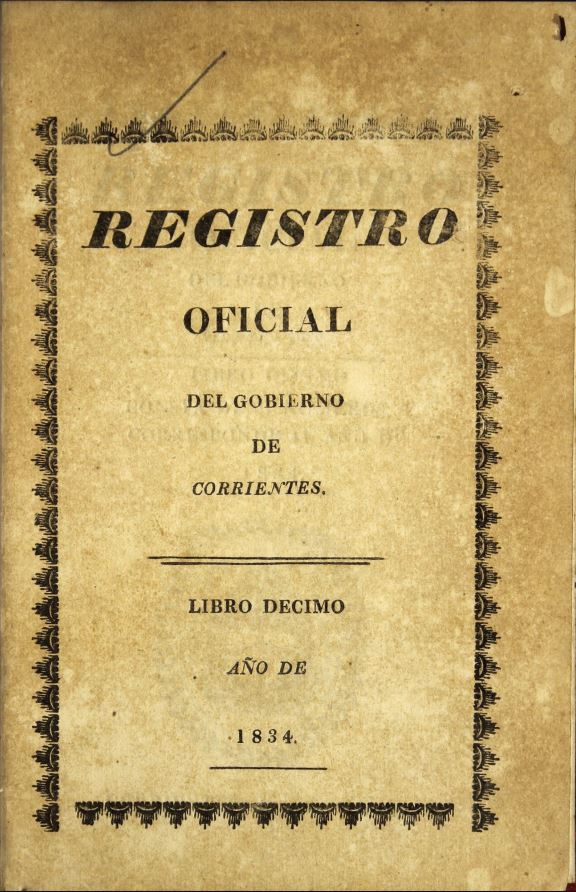 REGISTRO
OFICIAL
DEL GOBIERNO
DE
CORRIENTES.
LIBRO DECIMO
AÑO DE
1834.